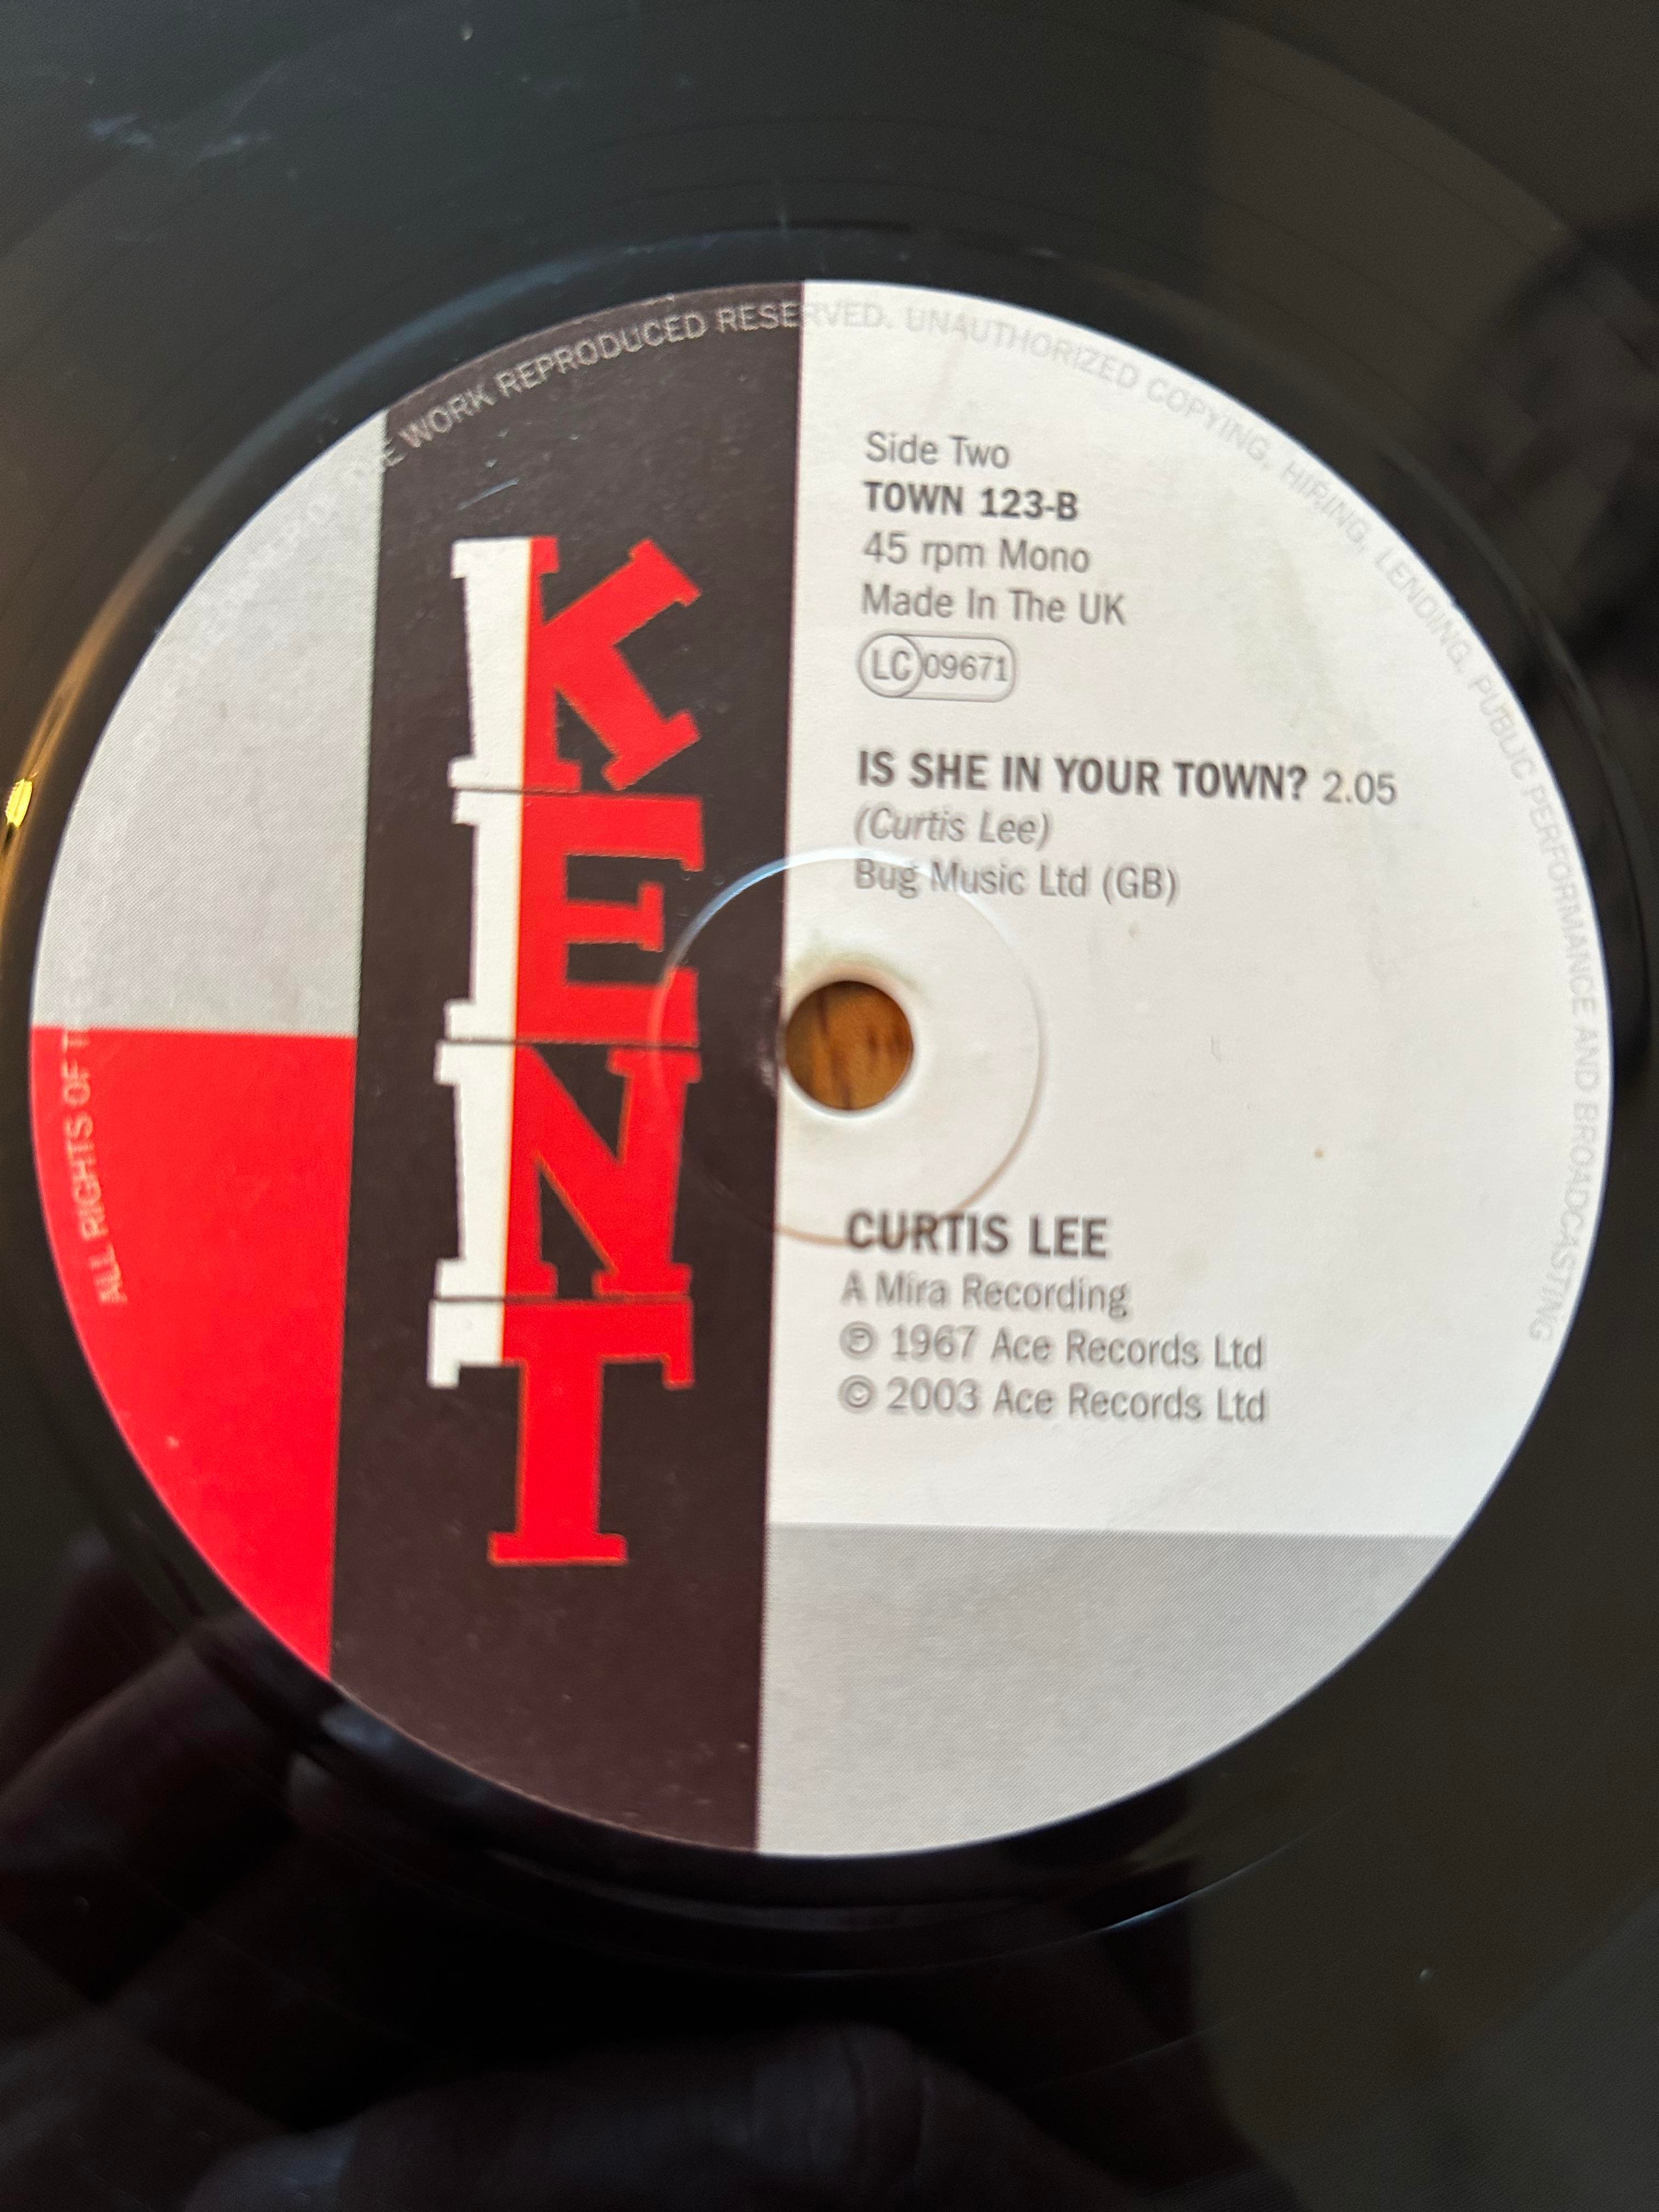 ALL RIGHTS OF T
E WORK REPRODUCED RESERVED. UNAUTHORIZED COPYING, HIRING, LENDING, PUBLIC PERFORMANCE AND BROADCASTING
KENT
Side Two
TOWN 123-B
45 rpm Mono
Made In The UK
LC 09671
IS SHE IN YOUR TOWN? 2.05
(Curtis Lee)
Bug Music Ltd (GB)
CURTIS LEE
A Mira Recording
℗ 1967 Ace Records Ltd
© 2003 Ace Records Ltd